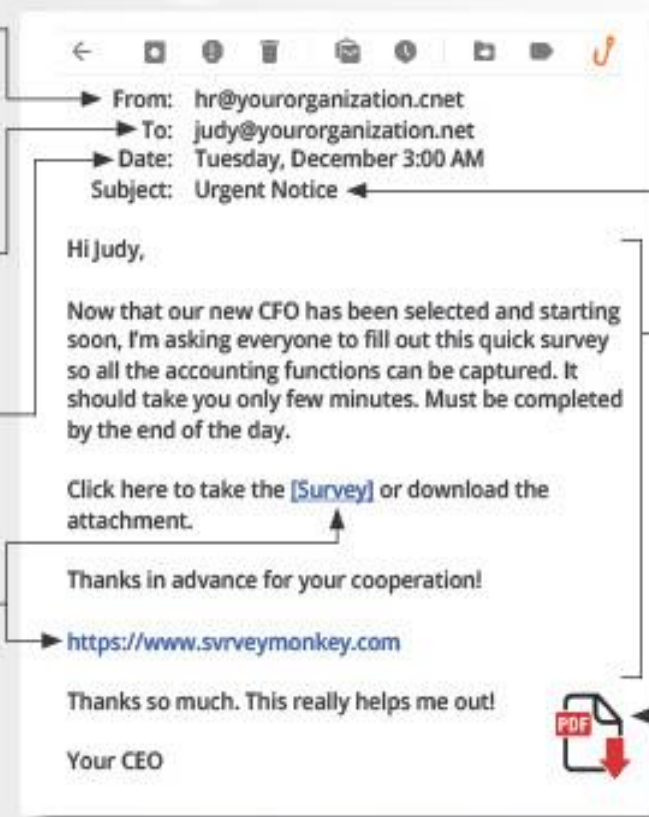 From: hr@yourorganization.cnet
To: judy@yourorganization.net
Date: Tuesday, December 3:00 AM
Subject: Urgent Notice
Hi Judy,
Now that our new CFO has been selected and starting
soon, I'm asking everyone to fill out this quick survey
so all the accounting functions can be captured. It
should take you only few minutes. Must be completed
by the end of the day.
Click here to take the [Survey] or download the
attachment.
Thanks in advance for your cooperation!
https://www.svrveymonkey.com
Thanks so much. This really helps me out!
PDF
Your CEO